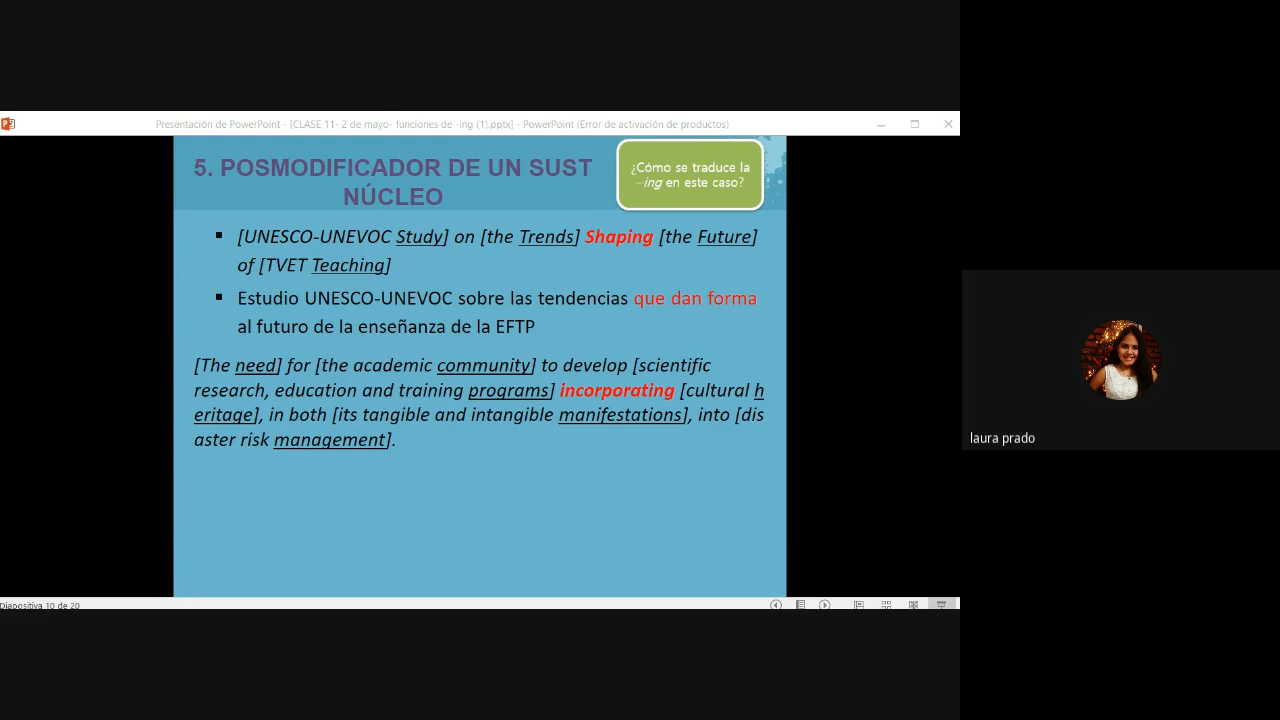 Presentación de PowerPoint - [CLASE 11- 2 de mayo- funciones de -ing (1).pptx] - PowerPoint (Error de activación de productos)
5. POSMODIFICADOR DE UN SUST
NÚCLEO
¿Cómo se traduce la
–ing en este caso?
[UNESCO-UNEVOC Study] on [the Trends] Shaping [the Future]
of [TVET Teaching]
Estudio UNESCO-UNEVOC sobre las tendencias que dan forma
al futuro de la enseñanza de la EFTP
[The need] for [the academic community] to develop [scientific
research, education and training programs] incorporating [cultural h
eritage], in both [its tangible and intangible manifestations], into [dis
aster risk management].
laura prado
Diapositiva 10 de 20